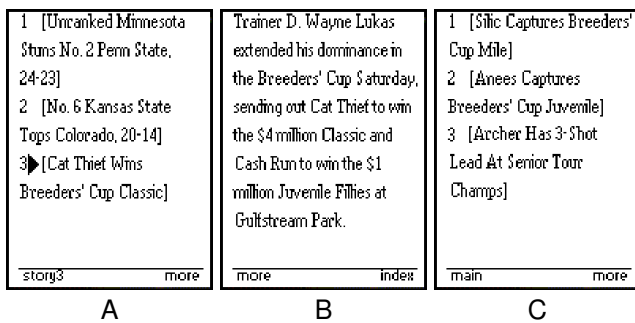 1 [Unranked Minnesota
Stuns No. 2 Penn State,
24-23]
2 [No. 6 Kansas State
Tops Colorado, 20-14]
3 [Cat Thief Wins
Breeders' Cup Classic]
story3 more
A
Trainer D. Wayne Lukas
extended his dominance in
the Breeders' Cup Saturday,
sending out Cat Thief to win
the $4 million Classic and
Cash Run to win the $1
million Juvenile Fillies at
Gulfstream Park.
more index
B
1 [Silic Captures Breeders'
Cup Mile]
2 [Anees Captures
Breeders' Cup Juvenile]
3 [Archer Has 3-Shot
Lead At Senior Tour
Champs]
main more
C